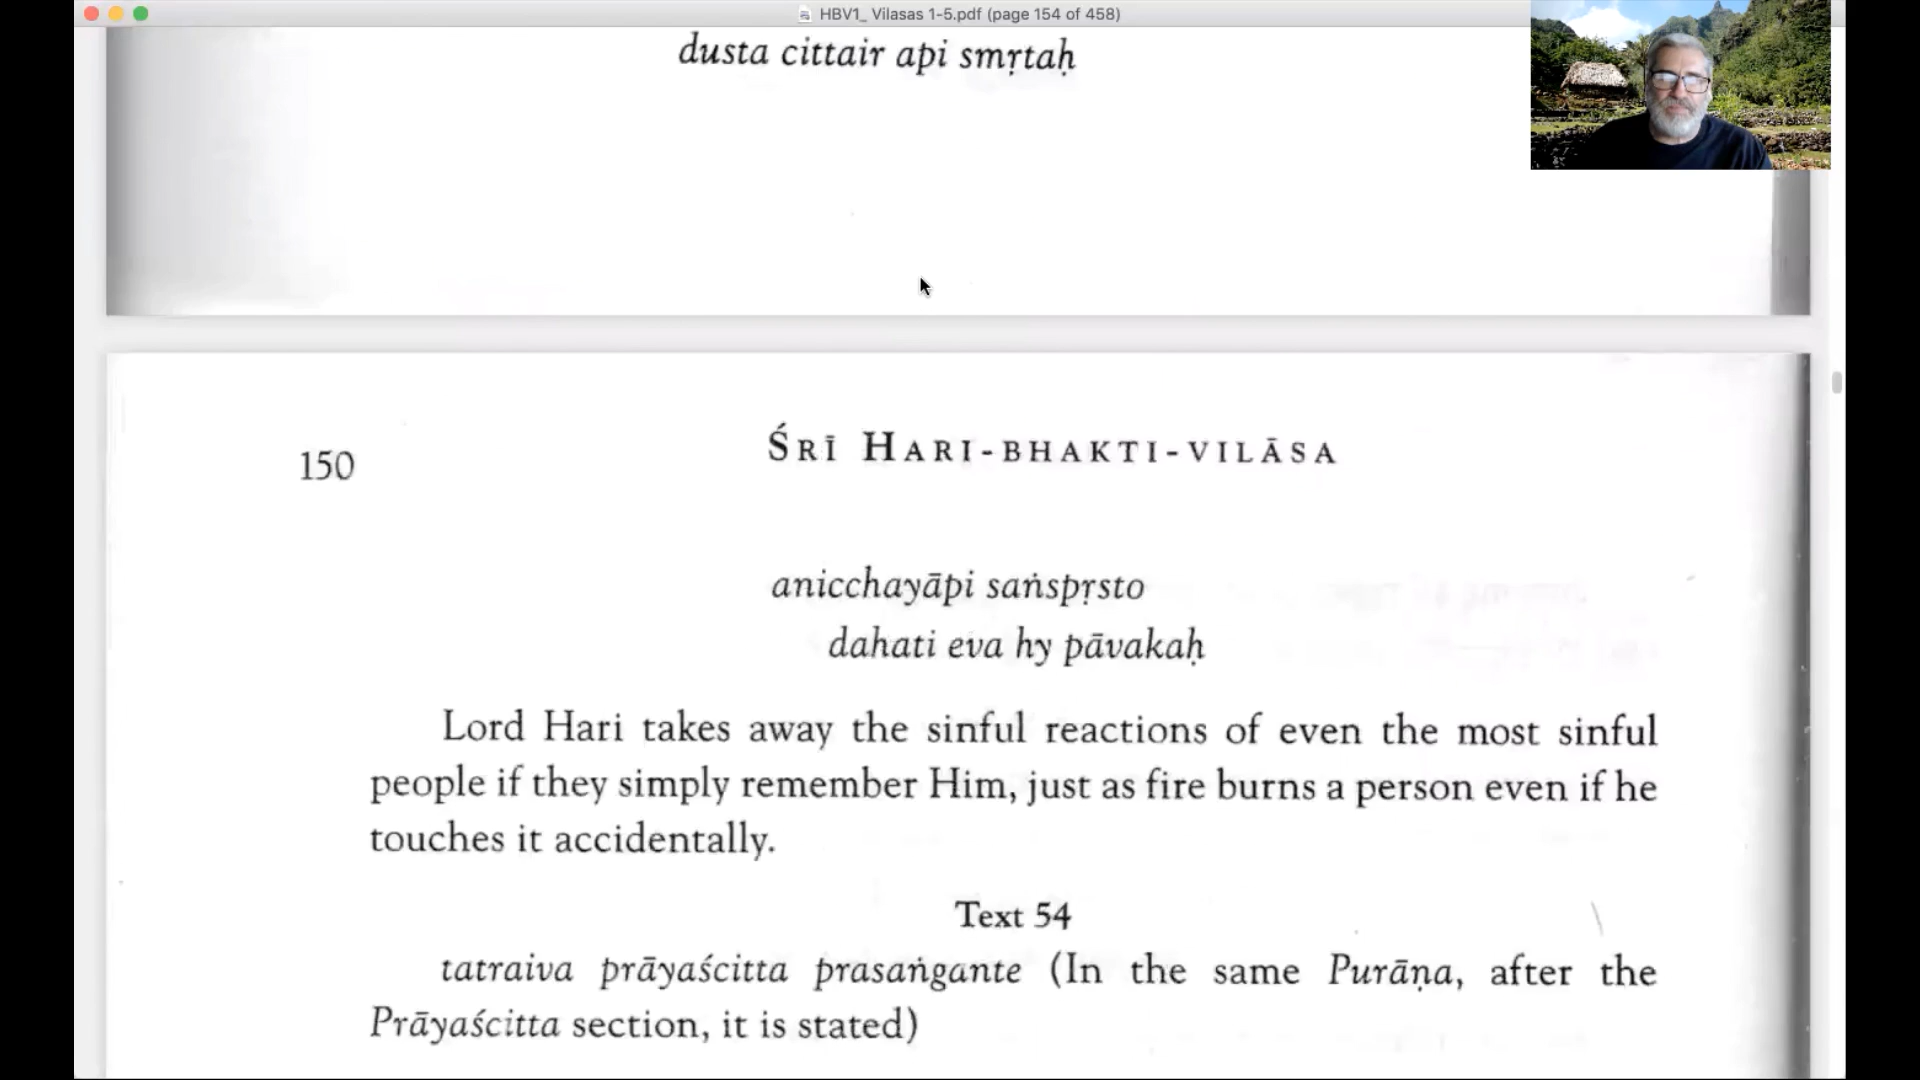 HBV1_ Vilasas 1-5.pdf (page 154 of 458)
dusta cittair api smṛtaḥ
150
ŚRĪ HARI-BHAKTI-VILĀSA
anicchayāpi saṅspṛsto
dahati eva hy pāvakaḥ
Lord Hari takes away the sinful reactions of even the most sinful
people if they simply remember Him, just as fire burns a person even if he
touches it accidentally.
Text 54
tatraiva prāyaścitta prasaṅgante (In the same Purāṇa, after the
Prāyaścitta section, it is stated)